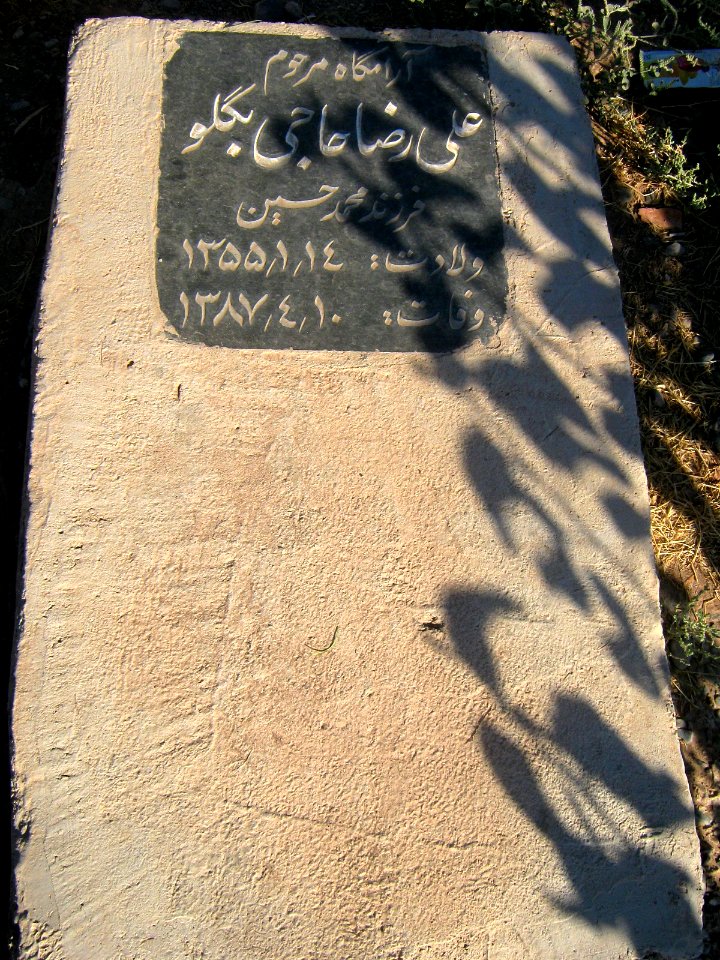 آرامگاه مرحوم
علی رضا حاجی بگلو
فرزند محمد حسین
ولادت: ۱۳۵۵٫۱٫۱۴
وفات: ۱۳۸۷٫۴٫۱۰